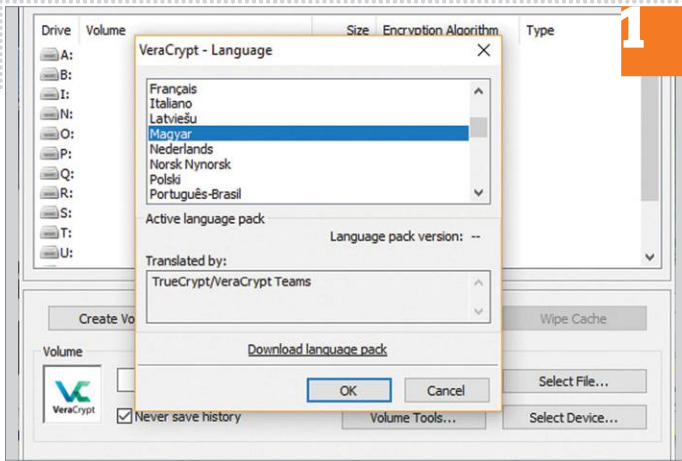 1
Drive Volume Size Encryption Algorithm Type
A:
B:
I:
N:
O:
P:
Q:
R:
S:
T:
U:
VeraCrypt - Language
Français
Italiano
Latviešu
Magyar
Nederlands
Norsk Nynorsk
Polski
Português-Brasil
Active language pack
Language pack version: --
Translated by:
TrueCrypt/VeraCrypt Teams
Download language pack
OK Cancel
Create Vo Wipe Cache
Volume
VeraCrypt
Select File...
Never save history Volume Tools... Select Device...